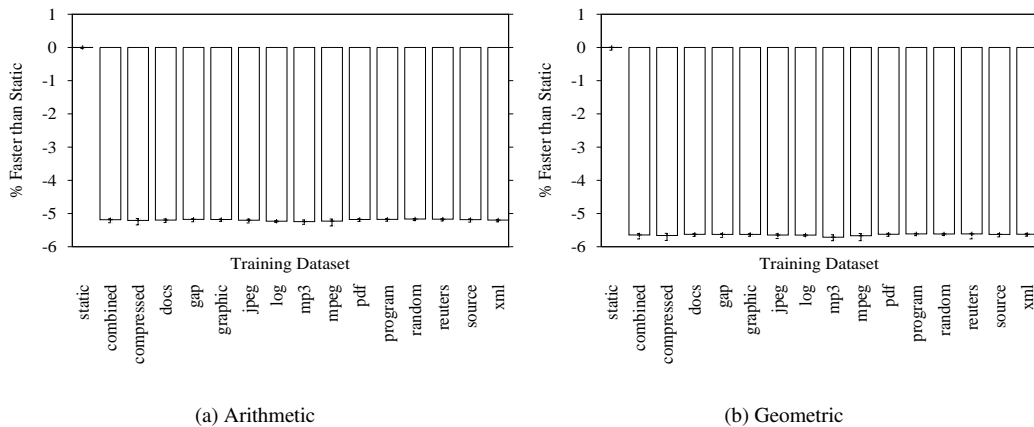 1
0
-1
-2
-3
-4
-5
-6
% Faster than Static
Training Dataset
static
combined
compressed
docs
gap
graphic
jpeg
log
mp3
mpeg
pdf
program
random
reuters
source
xml
(a) Arithmetic
1
0
-1
-2
-3
-4
-5
-6
% Faster than Static
Training Dataset
static
combined
compressed
docs
gap
graphic
jpeg
log
mp3
mpeg
pdf
program
random
reuters
source
xml
(b) Geometric